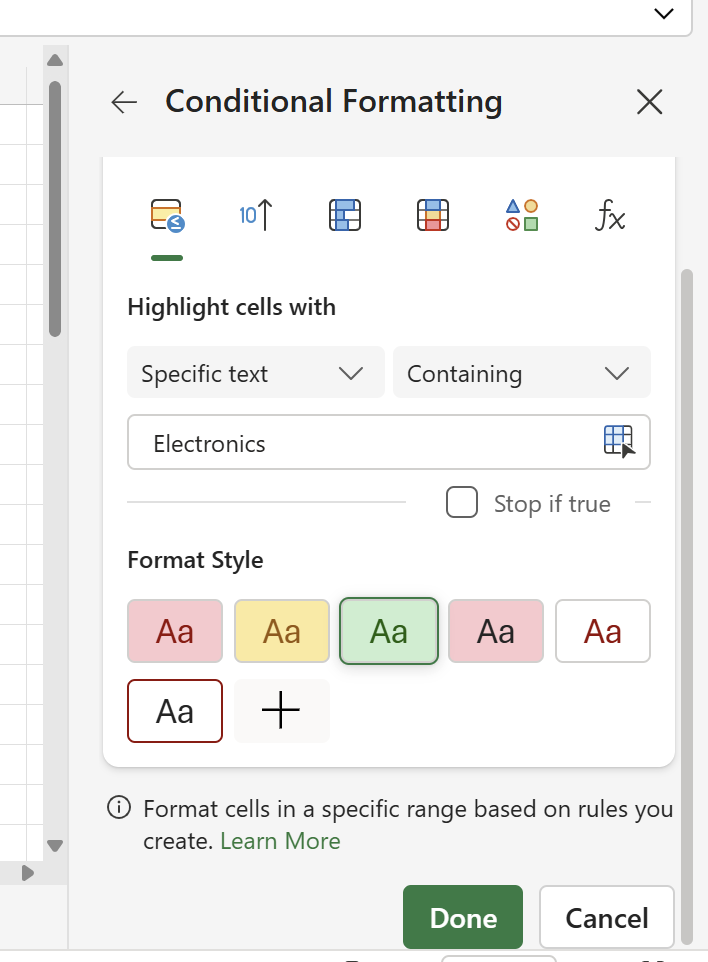 Conditional Formatting
10
fx
Highlight cells with
Specific text Containing
Electronics
Stop if true
Format Style
Aa Aa Aa Aa Aa
Aa
Format cells in a specific range based on rules you
create. Learn More
Done Cancel